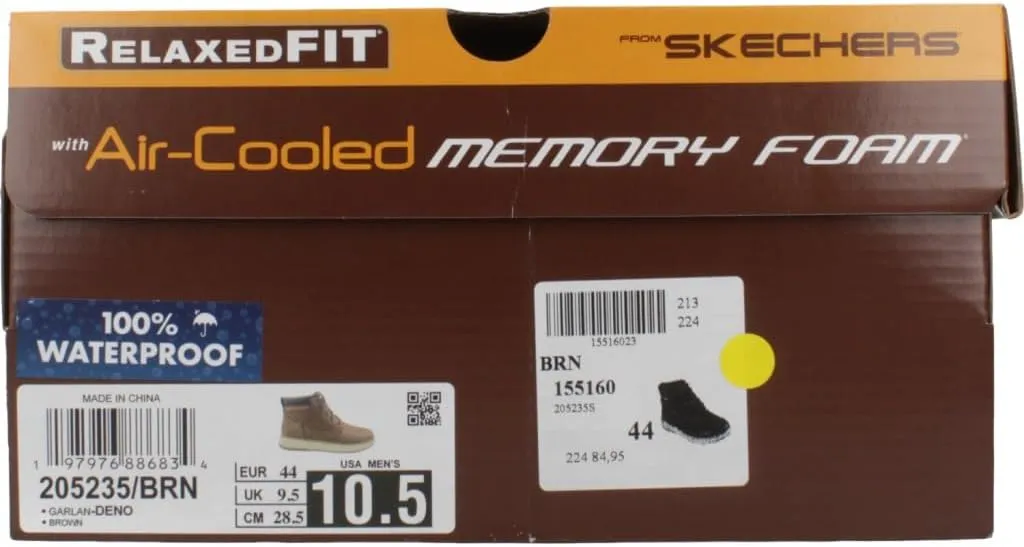 RELAXEDFIT®
FROM SKECHERS
with Air-Cooled MEMORY FOAM®
100%
WATERPROOF
MADE IN CHINA
1 97976 88683 4
205235/BRN
• GARLAN-DENO
• BROWN
EUR 44
UK 9.5
CM 28.5
USA MEN'S
10.5
213
224
15516023
BRN
155160
205235S
44
224 84,95